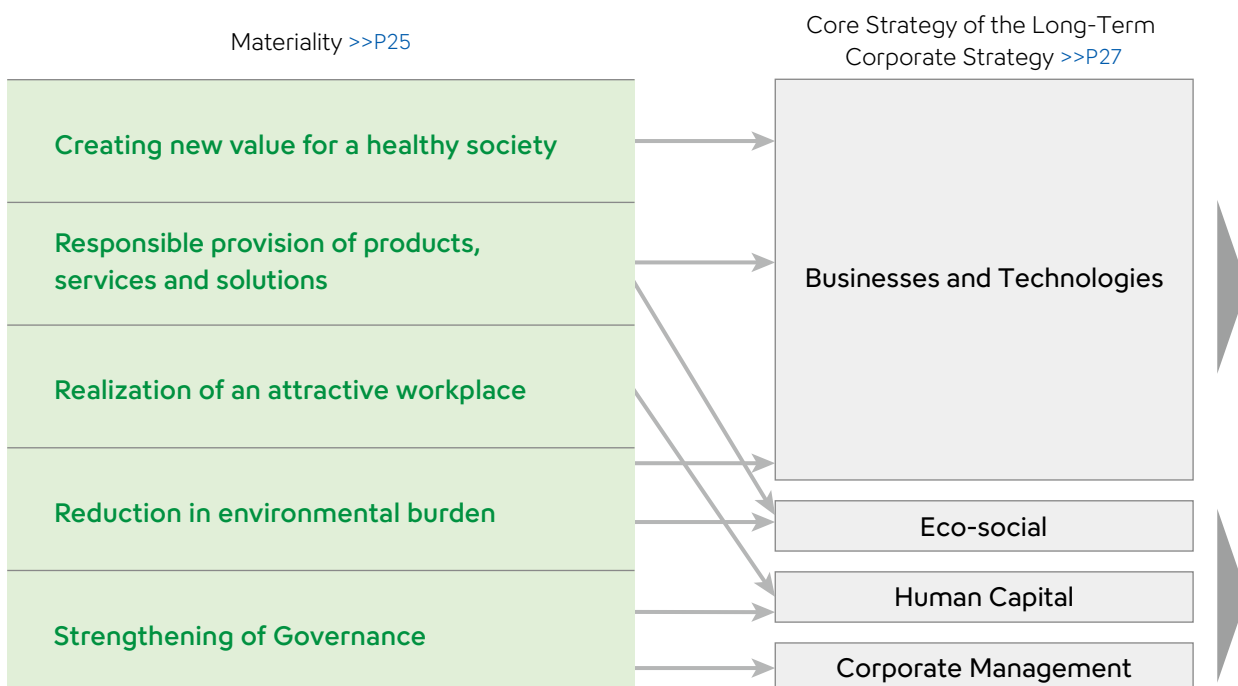 Materiality >>P25
Core Strategy of the Long-Term
Corporate Strategy >>P27
Creating new value for a healthy society
Responsible provision of products,
services and solutions
Realization of an attractive workplace
Reduction in environmental burden
Strengthening of Governance
Businesses and Technologies
Eco-social
Human Capital
Corporate Management